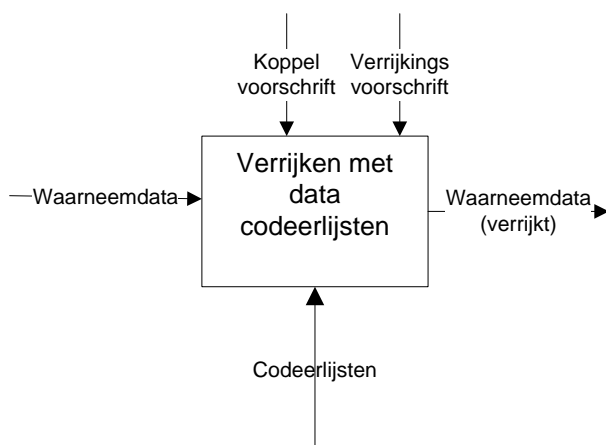 Koppel
voorschrift
Verrijkings
voorschrift
Verrijken met
data
codeerlijsten
Waarneemdata
Waarneemdata
(verrijkt)
Codeerlijsten